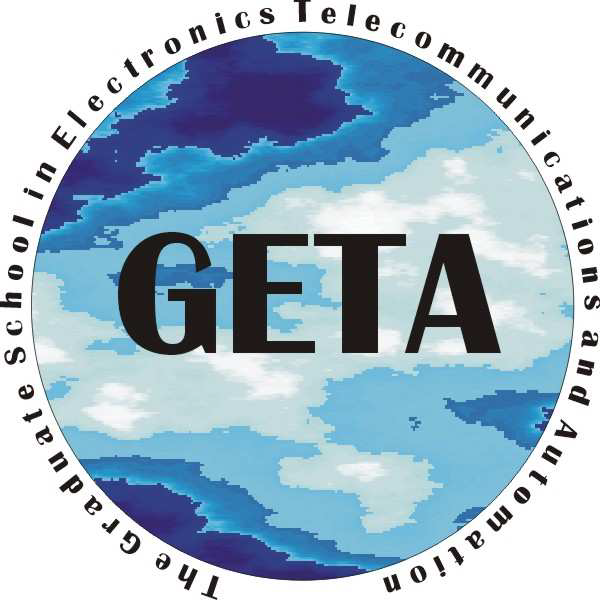 The Graduate School in Electronics Telecommunications and Automation
GETA